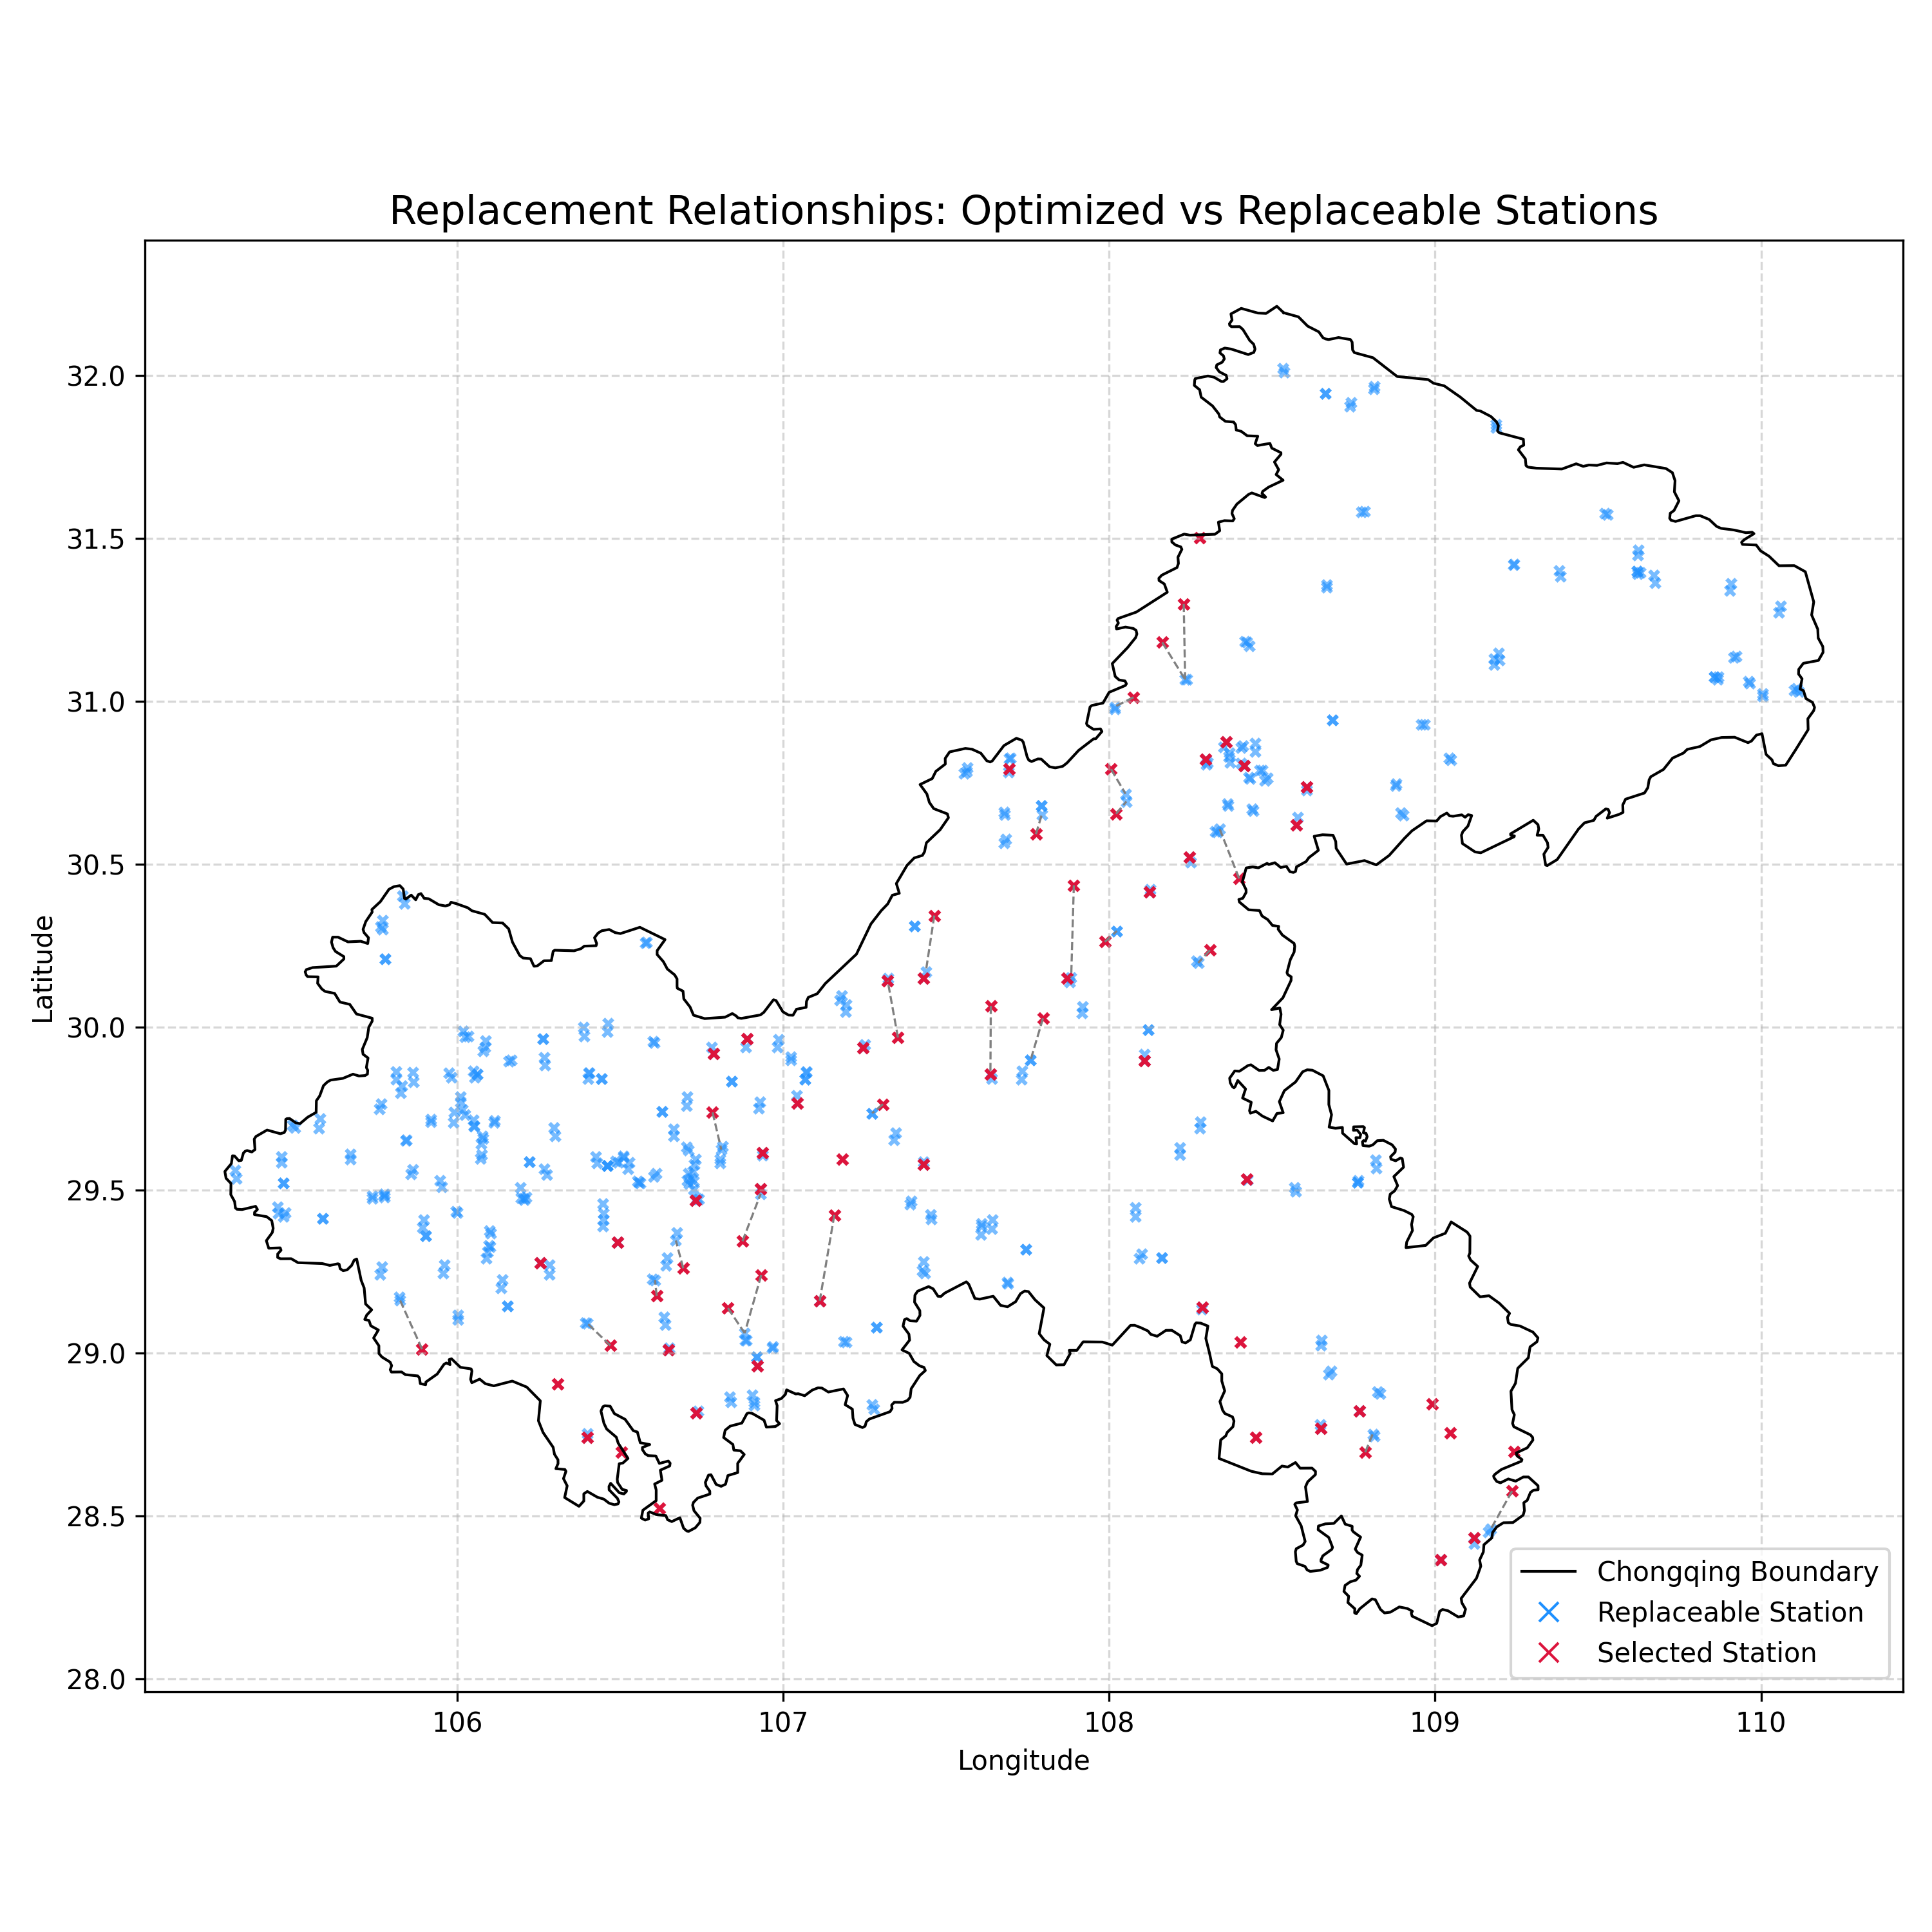 Replacement Relationships: Optimized vs Replaceable Stations
Latitude
32.0
31.5
31.0
30.5
30.0
29.5
29.0
28.5
28.0
106 107 108 109 110
Longitude
Chongqing Boundary
Replaceable Station
Selected Station